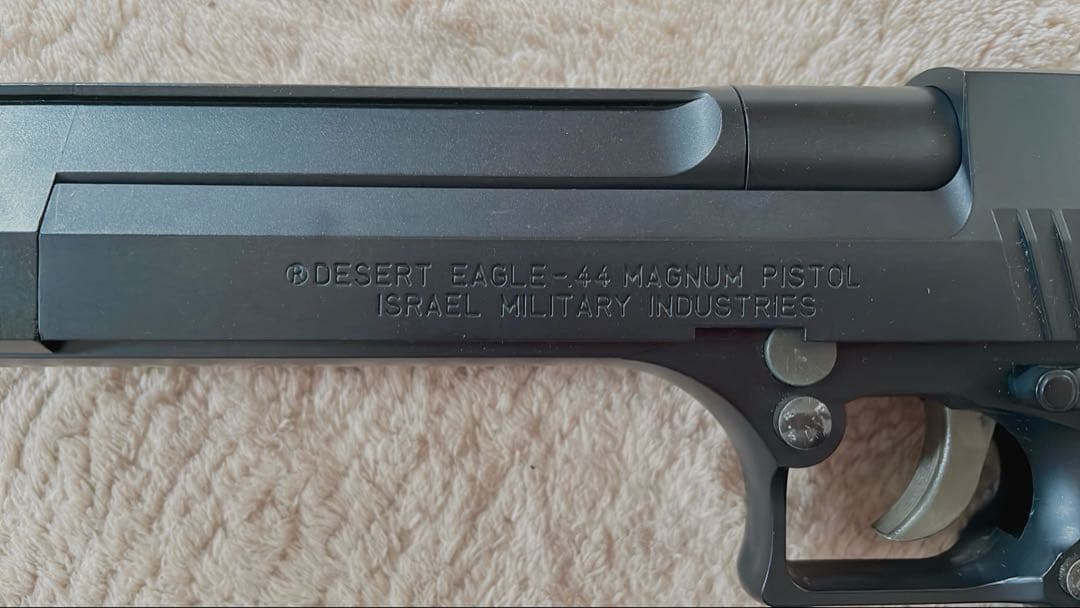 ®DESERT EAGLE-.44 MAGNUM PISTOL
ISRAEL MILITARY INDUSTRIES